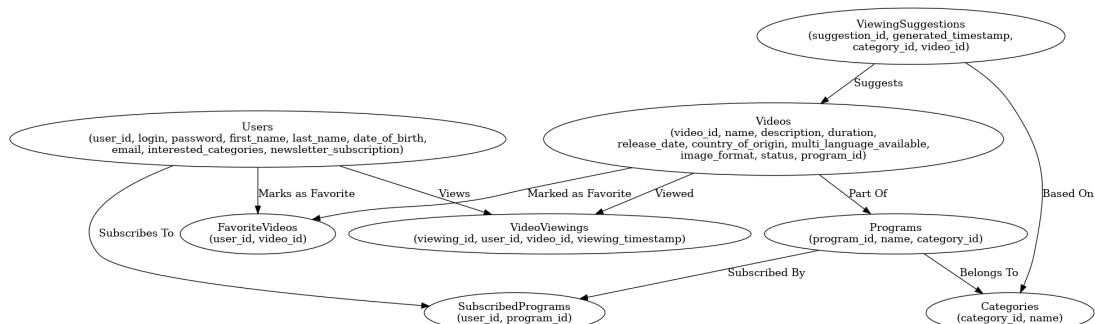 ViewingSuggestions
(suggestion_id, generated_timestamp,
category_id, video_id)
Suggests
Users
(user_id, login, password, first_name, last_name, date_of_birth,
email, interested_categories, newsletter_subscription)
Videos
(video_id, name, description, duration,
release_date, country_of_origin, multi_language_available,
image_format, status, program_id)
Marks as Favorite
Views
Marked as Favorite
Viewed
Part Of
Based On
Subscribes To
FavoriteVideos
(user_id, video_id)
VideoViewings
(viewing_id, user_id, video_id, viewing_timestamp)
Programs
(program_id, name, category_id)
Subscribed By
Belongs To
SubscribedPrograms
(user_id, program_id)
Categories
(category_id, name)